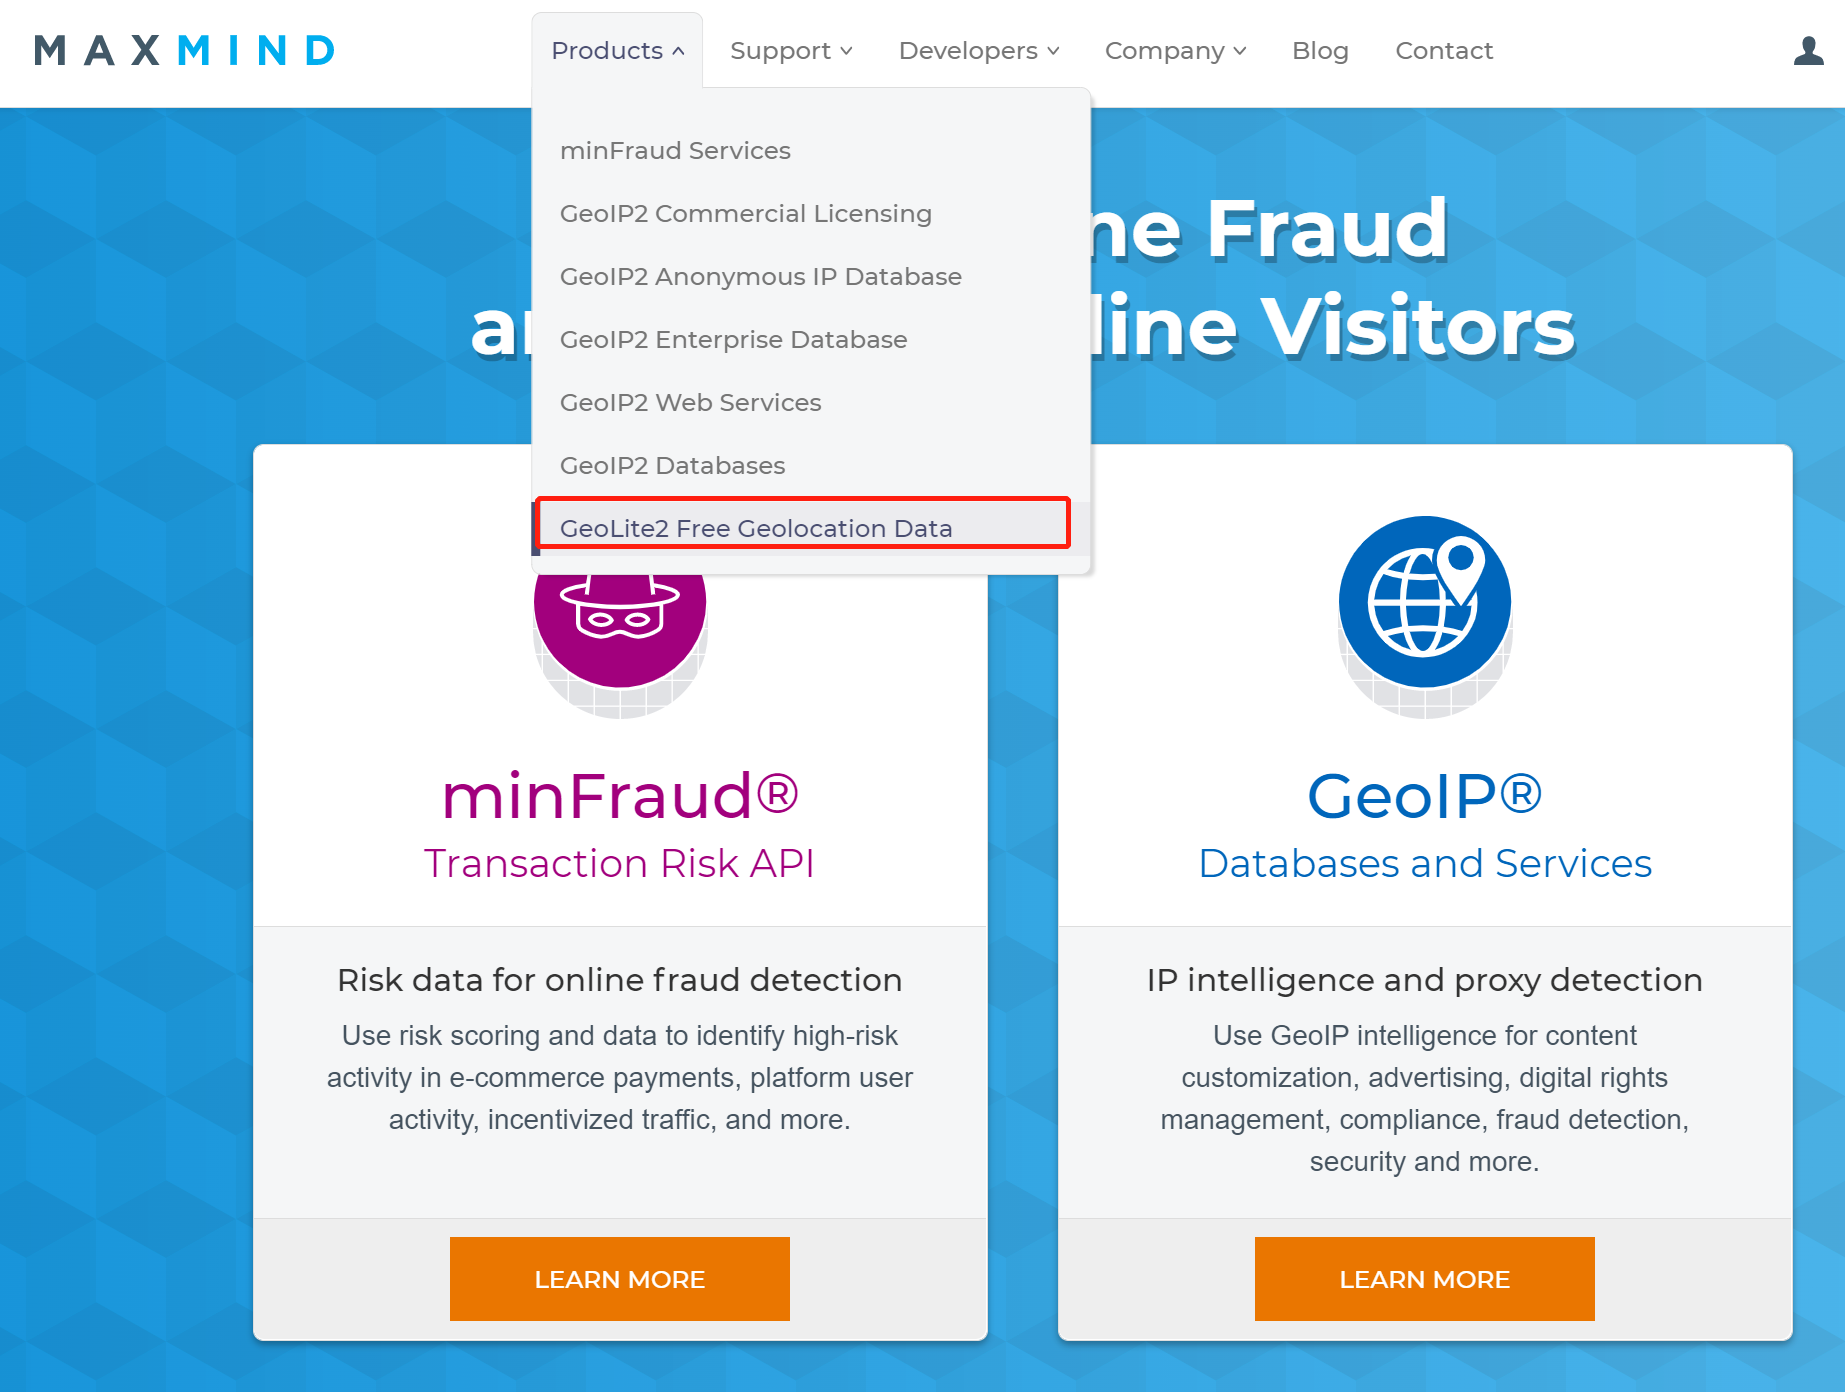 MAXMIND
Products Support Developers Company Blog Contact
minFraud Services
GeoIP2 Commercial Licensing
GeoIP2 Anonymous IP Database
GeoIP2 Enterprise Database
GeoIP2 Web Services
GeoIP2 Databases
GeoLite2 Free Geolocation Data
ne Fraud
line Visitors
minFraud®
Transaction Risk API
Risk data for online fraud detection
Use risk scoring and data to identify high-risk
activity in e-commerce payments, platform user
activity, incentivized traffic, and more.
LEARN MORE
GeoIP®
Databases and Services
IP intelligence and proxy detection
Use GeoIP intelligence for content
customization, advertising, digital rights
management, compliance, fraud detection,
security and more.
LEARN MORE